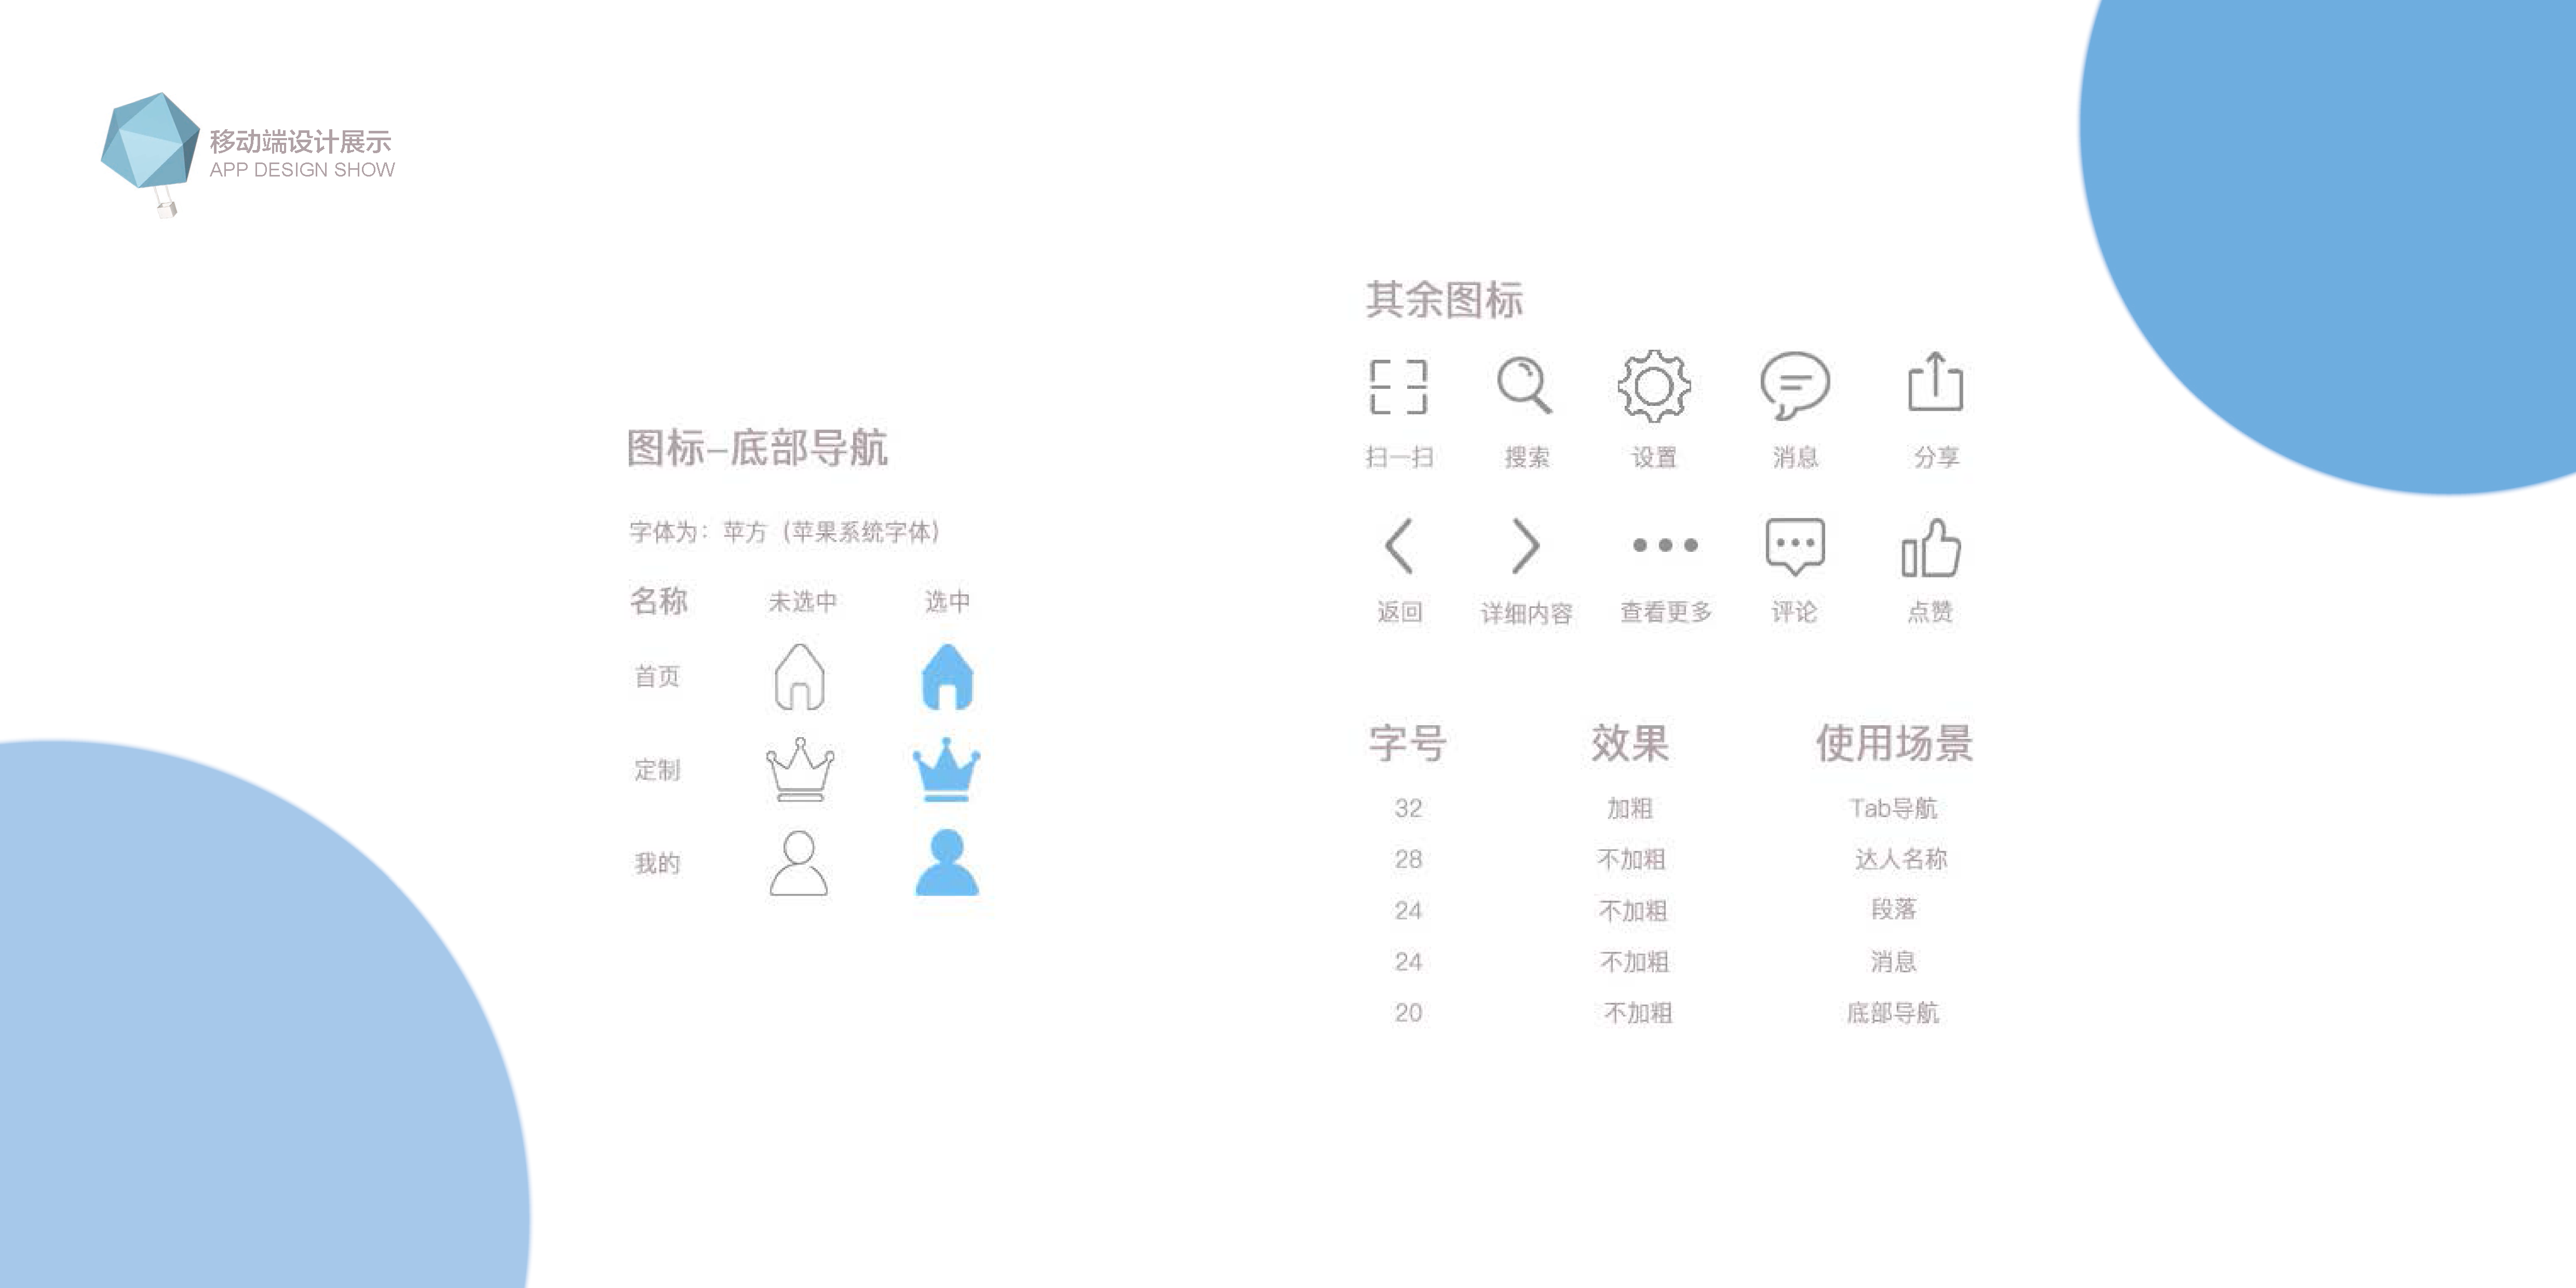 移动端设计展示
APP DESIGN SHOW
图标–底部导航
字体为：苹方（苹果系统字体）
名称 未选中 选中
首页
定制
我的
其余图标
扫一扫 搜索 设置 消息 分享
返回 详细内容 查看更多 评论 点赞
字号 效果 使用场景
32 加粗 Tab导航
28 不加粗 达人名称
24 不加粗 段落
24 不加粗 消息
20 不加粗 底部导航